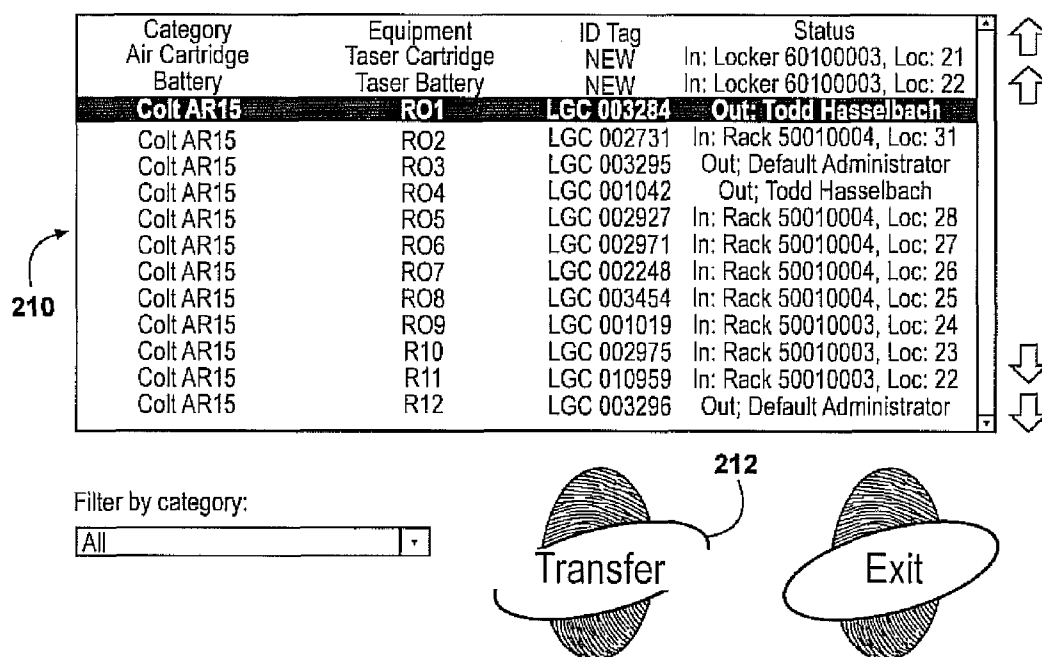 Category Equipment ID Tag Status
Air Cartridge Taser Cartridge NEW In: Locker 60100003, Loc: 21
Battery Taser Battery NEW In: Locker 60100003, Loc: 22
Colt AR15 RO1 LGC 003284 Out; Todd Hasselbach
Colt AR15 RO2 LGC 002731 In: Rack 50010004, Loc: 31
Colt AR15 RO3 LGC 003295 Out; Default Administrator
Colt AR15 RO4 LGC 001042 Out; Todd Hasselbach
Colt AR15 RO5 LGC 002927 In: Rack 50010004, Loc: 28
Colt AR15 RO6 LGC 002971 In: Rack 50010004, Loc: 27
Colt AR15 RO7 LGC 002248 In: Rack 50010004, Loc: 26
Colt AR15 RO8 LGC 003454 In: Rack 50010004, Loc: 25
Colt AR15 RO9 LGC 001019 In: Rack 50010003, Loc: 24
Colt AR15 R10 LGC 002975 In: Rack 50010003, Loc: 23
Colt AR15 R11 LGC 010959 In: Rack 50010003, Loc: 22
Colt AR15 R12 LGC 003296 Out; Default Administrator
210
212
Filter by category:
All
Transfer Exit